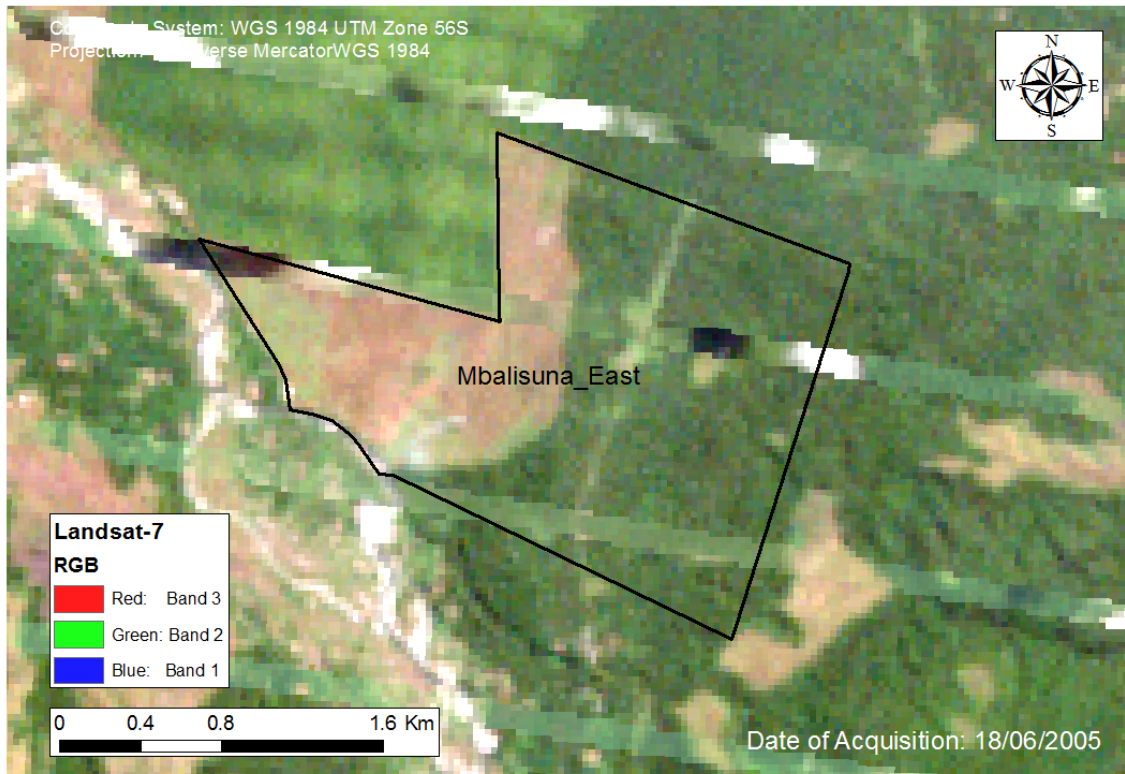 System: WGS 1984 UTM Zone 56S
Mercator WGS 1984
N
W E
S
Mbalisuna_East
Landsat-7
RGB
Red: Band 3
Green: Band 2
Blue: Band 1
0 0.4 0.8 1.6 Km
Date of Acquisition: 18/06/2005